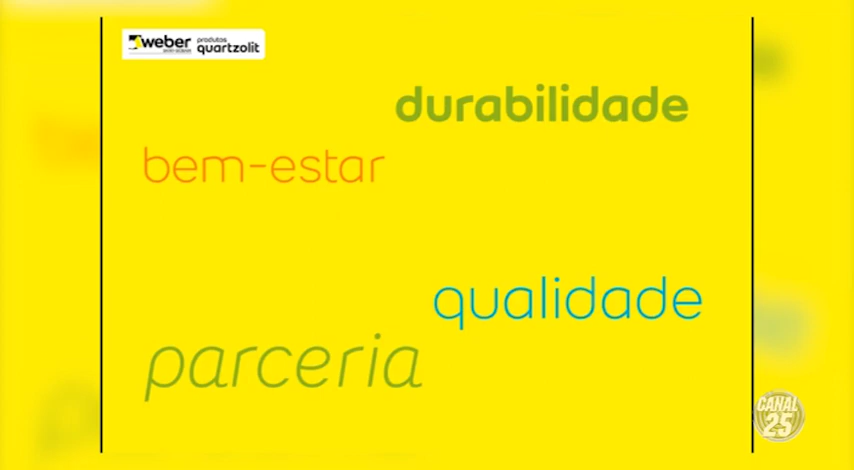 weber
produtos
quartzolit
durabilidade
bem-estar
qualidade
parceria
CANAL
25